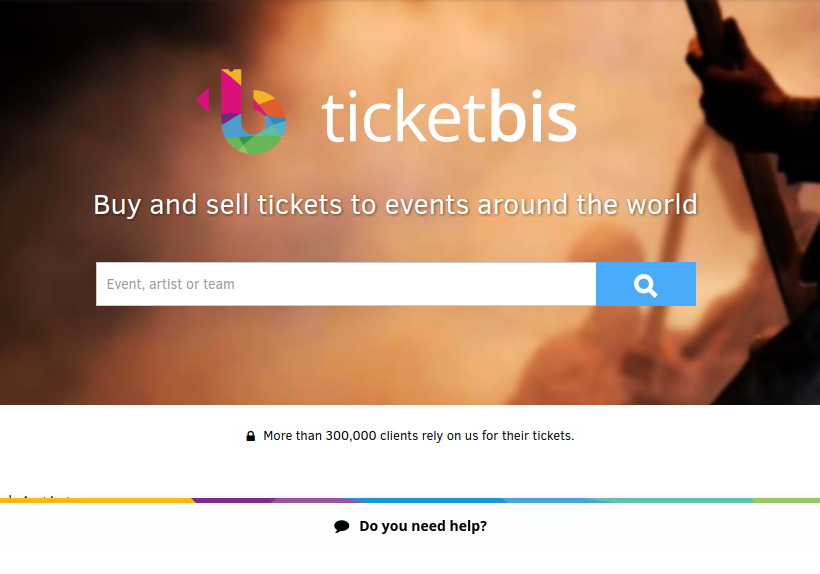 ticketbis
Buy and sell tickets to events around the world
Event, artist or team
More than 300,000 clients rely on us for their tickets.
Do you need help?